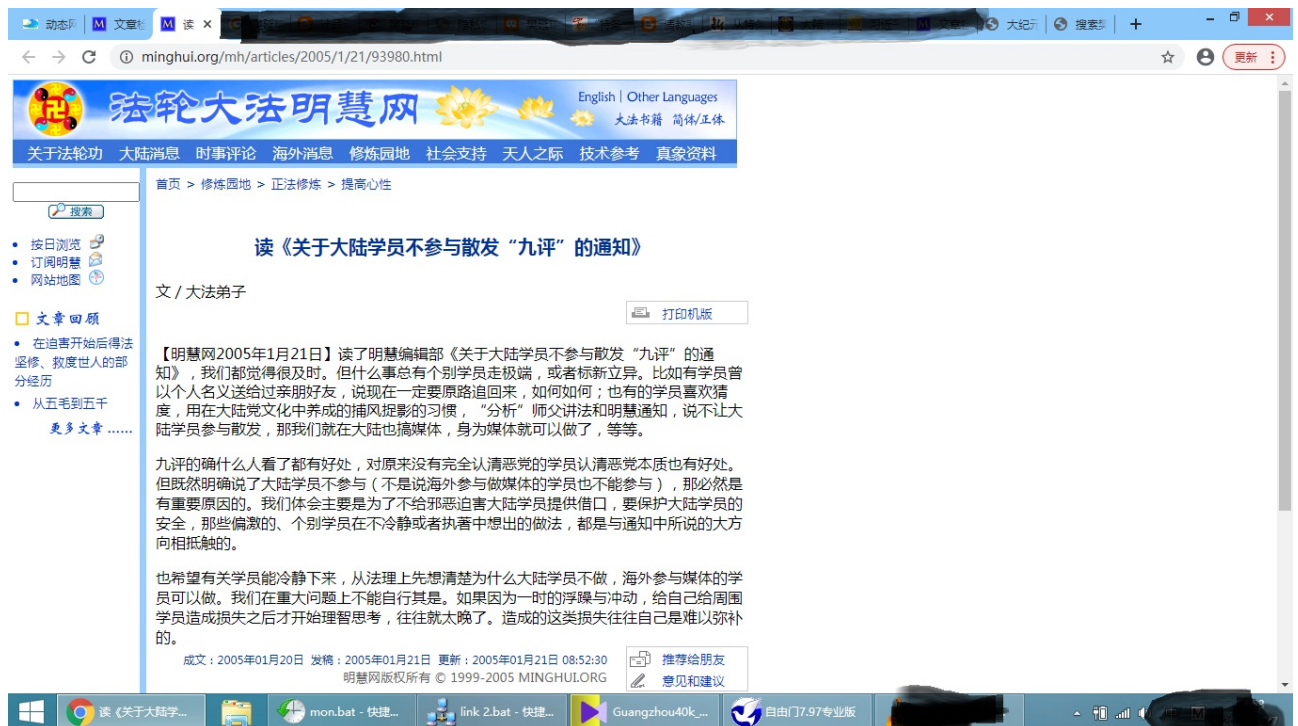 动态网
文章
读
大纪元
搜索
minghui.org/mh/articles/2005/1/21/93980.html
更新
法轮大法明慧网
English | Other Languages
大法书籍 简体/正体
关于法轮功 大陆消息 时事评论 海外消息 修炼园地 社会支持 天人之际 技术参考 真象资料
首页 > 修炼园地 > 正法修炼 > 提高心性
搜索
按日浏览
订阅明慧
网站地图
文章回顾
在迫害开始后得法
坚修、救度世人的部
分经历
从五毛到五千
更多文章 ......
读《关于大陆学员不参与散发“九评”的通知》
文 / 大法弟子
打印机版
【明慧网2005年1月21日】读了明慧编辑部《关于大陆学员不参与散发“九评”的通
知》，我们都觉得很及时。但什么事总有个别学员走极端，或者标新立异。比如有学员曾
以个人名义送给过亲朋好友，说现在一定要原路追回来，如何如何；也有的学员喜欢猜
度，用在大陆党文化中养成的捕风捉影的习惯，“分析”师父讲法和明慧通知，说不让大
陆学员参与散发，那我们就在大陆也搞媒体，身为媒体就可以做了，等等。
九评的确什么人看了都有好处，对原来没有完全认清恶党的学员认清恶党本质也有好处。
但既然明确说了大陆学员不参与（不是说海外参与做媒体的学员也不能参与），那必然是
有重要原因的。我们体会主要是为了不给邪恶迫害大陆学员提供借口，要保护大陆学员的
安全，那些偏激的、个别学员在不冷静或者执著中想出的做法，都是与通知中所说的大方
向相抵触的。
也希望有关学员能冷静下来，从法理上先想清楚为什么大陆学员不做，海外参与媒体的学
员可以做。我们在重大问题上不能自行其是。如果因为一时的浮躁与冲动，给自己给周围
学员造成损失之后才开始理智思考，往往就太晚了。造成的这类损失往往自己是难以弥补
的。
成文：2005年01月20日 发稿：2005年01月21日 更新：2005年01月21日 08:52:30
明慧网版权所有 © 1999-2005 MINGHUI.ORG
推荐给朋友
意见和建议
读《关于大陆学...
mon.bat - 快捷...
link 2.bat - 快捷...
Guangzhou40k_...
自由门7.97专业版